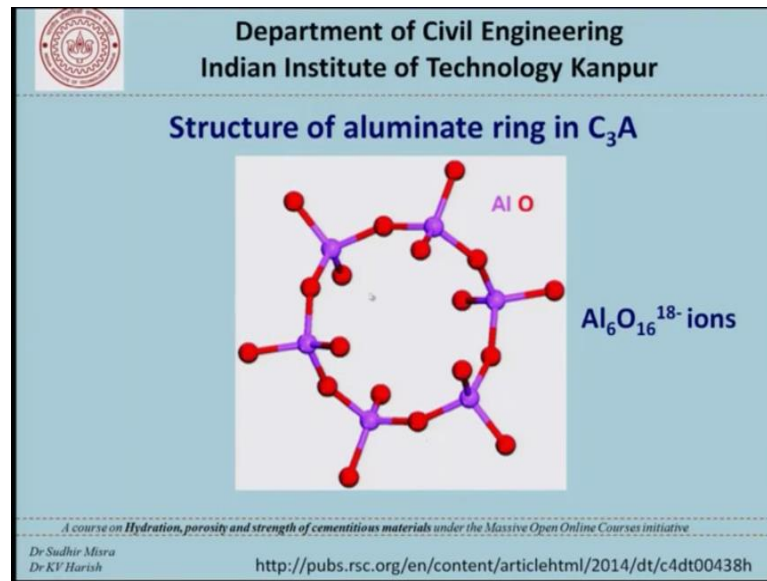 Department of Civil Engineering
Indian Institute of Technology Kanpur
Structure of aluminate ring in C₃A
Al O
Al₆O₁₆¹⁸⁻ ions
A course on Hydration, porosity and strength of cementitious materials under the Massive Open Online Courses initiative
Dr Sudhir Misra
Dr KV Harish
http://pubs.rsc.org/en/content/articlehtml/2014/dt/c4dt00438h